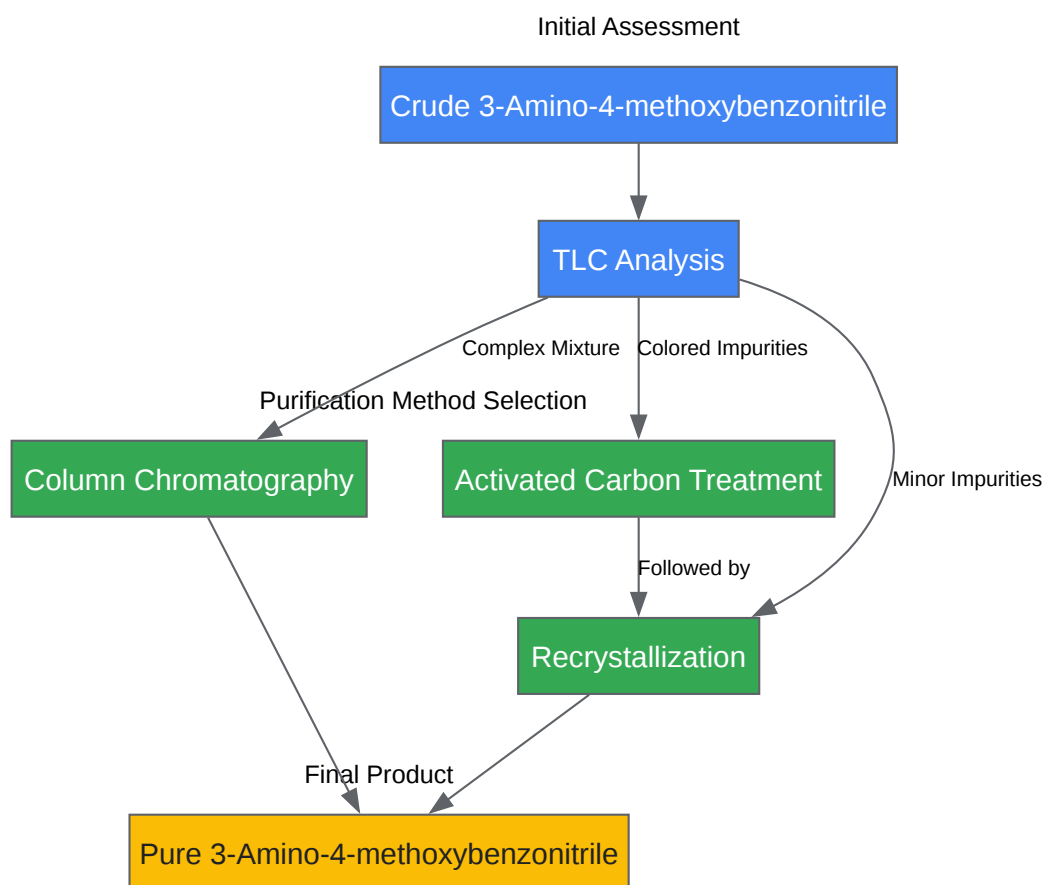 Initial Assessment
Crude 3-Amino-4-methoxybenzonitrile
TLC Analysis
Complex Mixture
Colored Impurities
Purification Method Selection
Column Chromatography
Activated Carbon Treatment
Minor Impurities
Followed by
Recrystallization
Final Product
Pure 3-Amino-4-methoxybenzonitrile